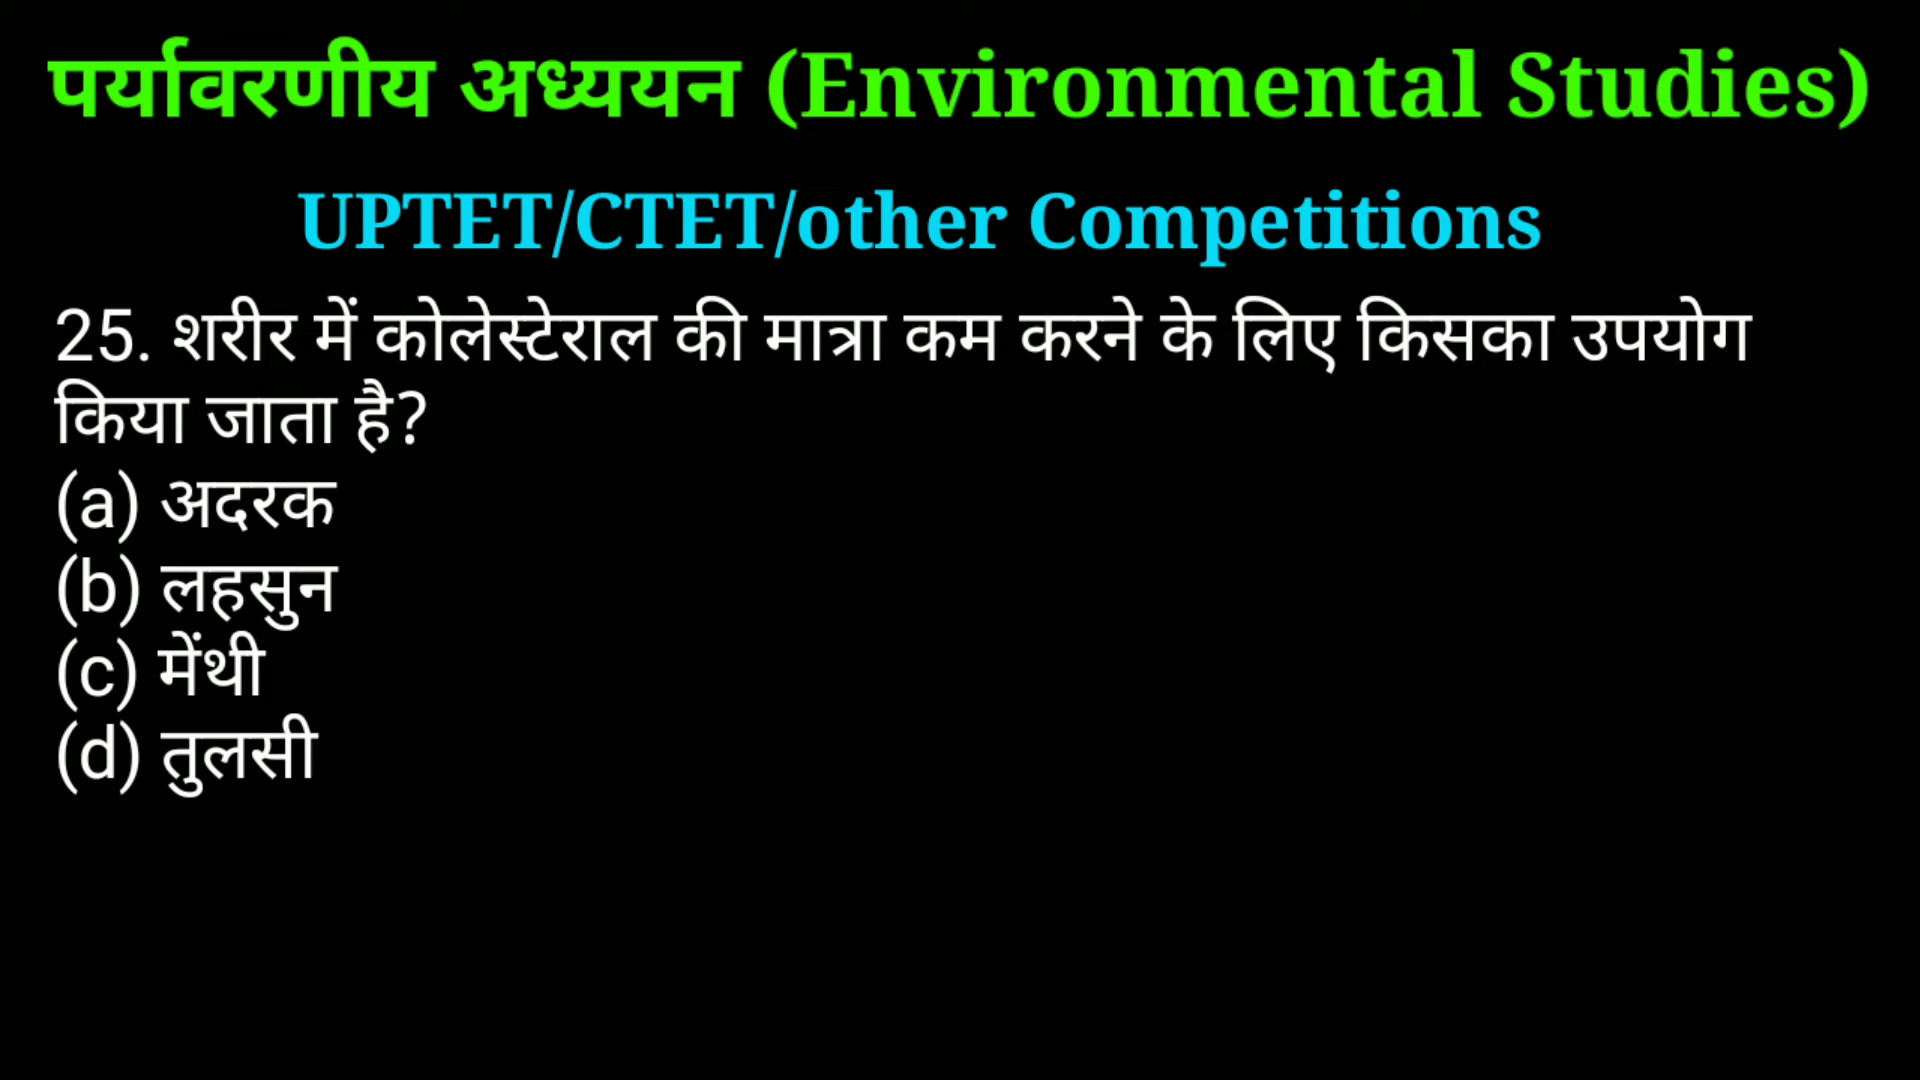 पर्यावरणीय अध्ययन (Environmental Studies)
UPTET/CTET/other Competitions
25. शरीर में कोलेस्टेराल की मात्रा कम करने के लिए किसका उपयोग
किया जाता है?
(a) अदरक
(b) लहसुन
(c) मेंथी
(d) तुलसी